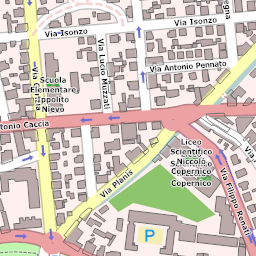 Via Isonzo
Via Isonzo
Via Lucio Muzzati
Via Antonio Pennato
Scuola
Elementare
Ippolito
Nievo
tonio Caccia
Via Planis
Liceo
Scientifico
Niccolò
Copernico
Copernico
Via Filippo Renati
P